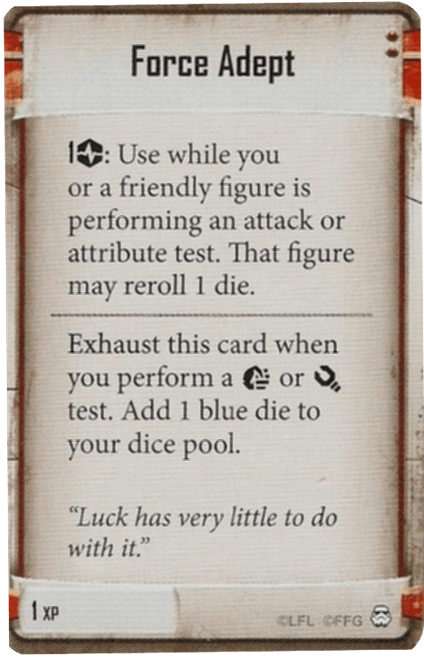 Force Adept
1: Use while you
or a friendly figure is
performing an attack or
attribute test. That figure
may reroll 1 die.
Exhaust this card when
you perform a or
test. Add 1 blue die to
your dice pool.
“Luck has very little to do
with it.”
1 XP
©LFL ©FFG